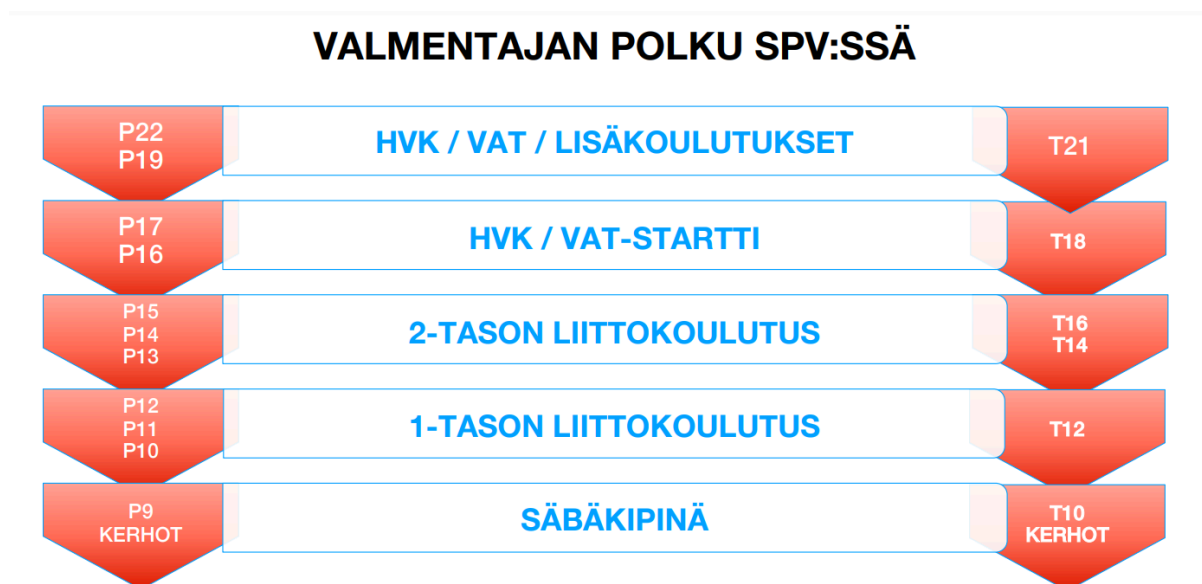 VALMENTAJAN POLKU SPV:SSÄ
P22
P19
HVK / VAT / LISÄKOULUTUKSET
T21
P17
P16
HVK / VAT-STARTTI
T18
P15
P14
P13
2-TASON LIITTOKOULUTUS
T16
T14
P12
P11
P10
1-TASON LIITTOKOULUTUS
T12
P9
KERHOT
SÄBÄKIPINÄ
T10
KERHOT